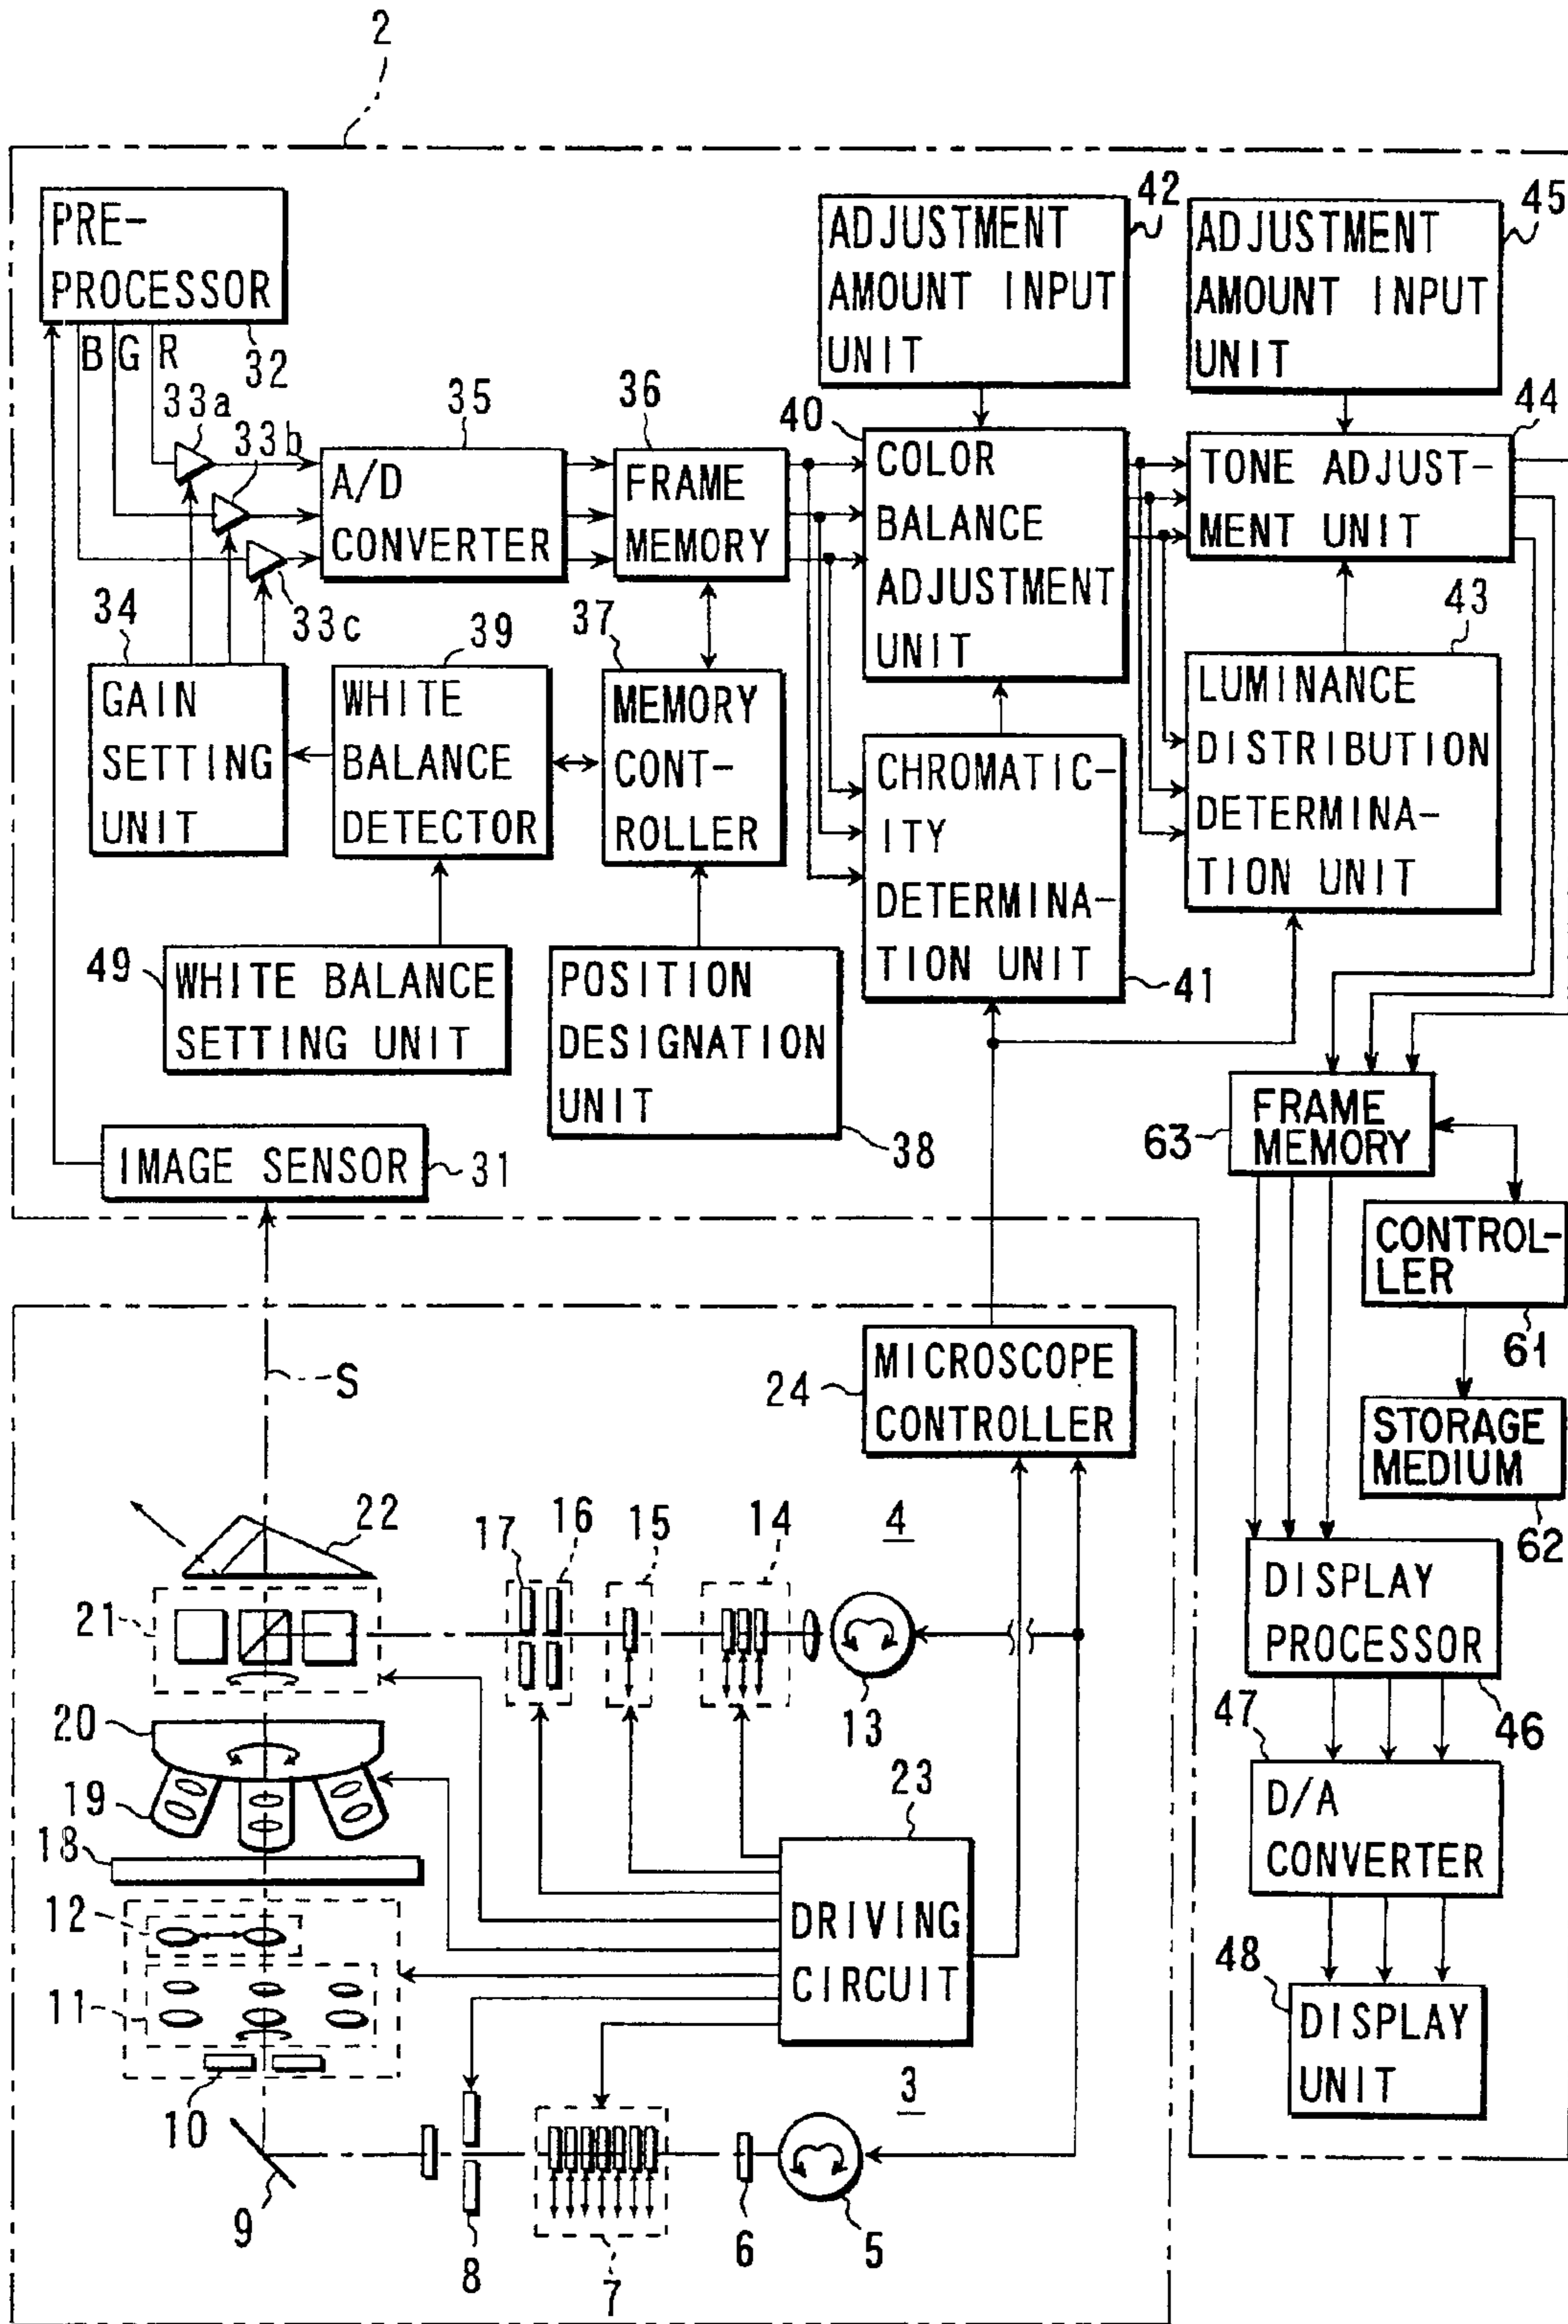 2
PRE-
PROCESSOR
B G R
32
33a
33b
33c
34
GAIN
SETTING
UNIT
35
A/D
CONVERTER
36
FRAME
MEMORY
37
MEMORY
CONT-
ROLLER
39
WHITE
BALANCE
DETECTOR
49
WHITE BALANCE
SETTING UNIT
POSITION
DESIGNATION
UNIT
38
IMAGE SENSOR
31
42
ADJUSTMENT
AMOUNT INPUT
UNIT
40
COLOR
BALANCE
ADJUSTMENT
UNIT
CHROMATIC-
ITY
DETERMINA-
TION UNIT
41
45
ADJUSTMENT
AMOUNT INPUT
UNIT
44
TONE ADJUST-
MENT UNIT
43
LUMINANCE
DISTRIBUTION
DETERMINA-
TION UNIT
63
FRAME
MEMORY
CONTROL-
LER
61
STORAGE
MEDIUM
62
DISPLAY
PROCESSOR
46
47
D/A
CONVERTER
48
DISPLAY
UNIT
S
24
MICROSCOPE
CONTROLLER
22
17
16
15
14
4
21
13
20
19
18
23
DRIVING
CIRCUIT
12
11
10
3
9
8
7
6
5